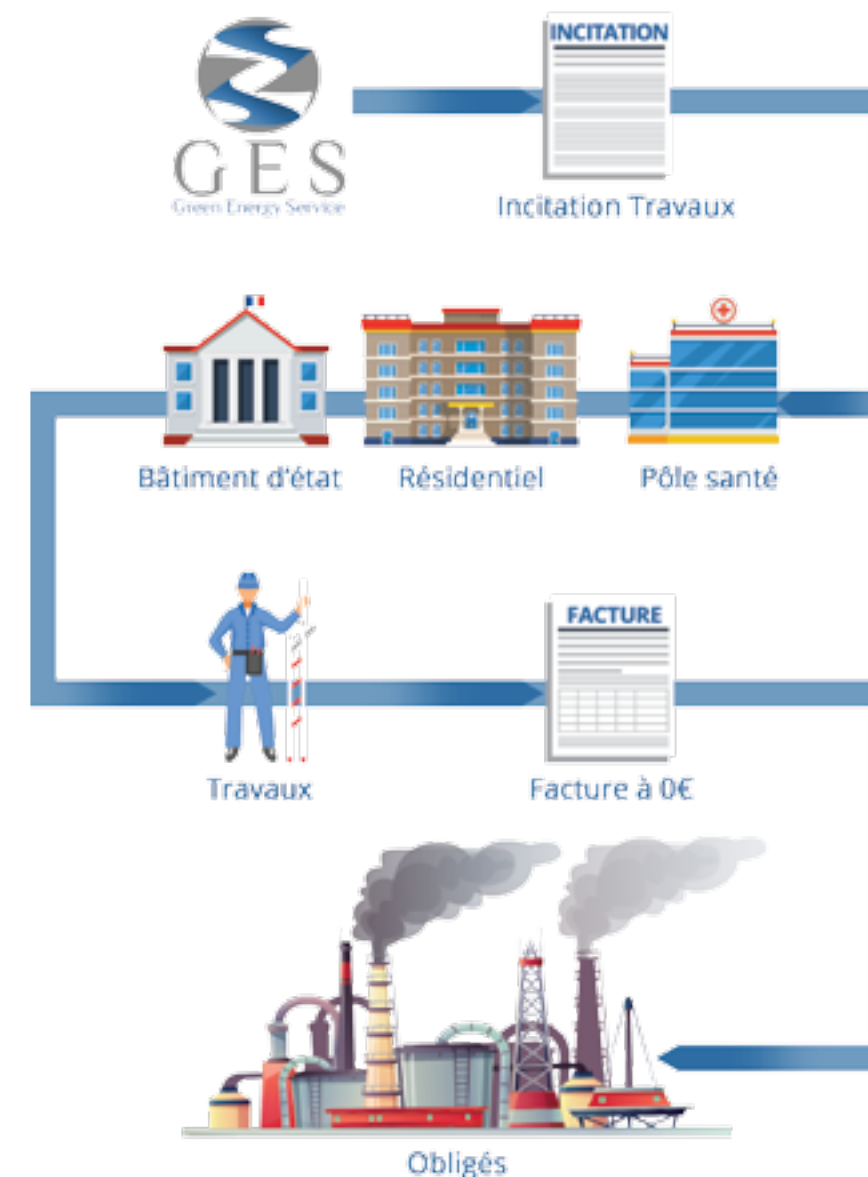 INCITATION
GES
Green Energy Service
Incitation Travaux
Bâtiment d'état
Résidentiel
Pôle santé
FACTURE
Travaux
Facture à 0€
Obligés